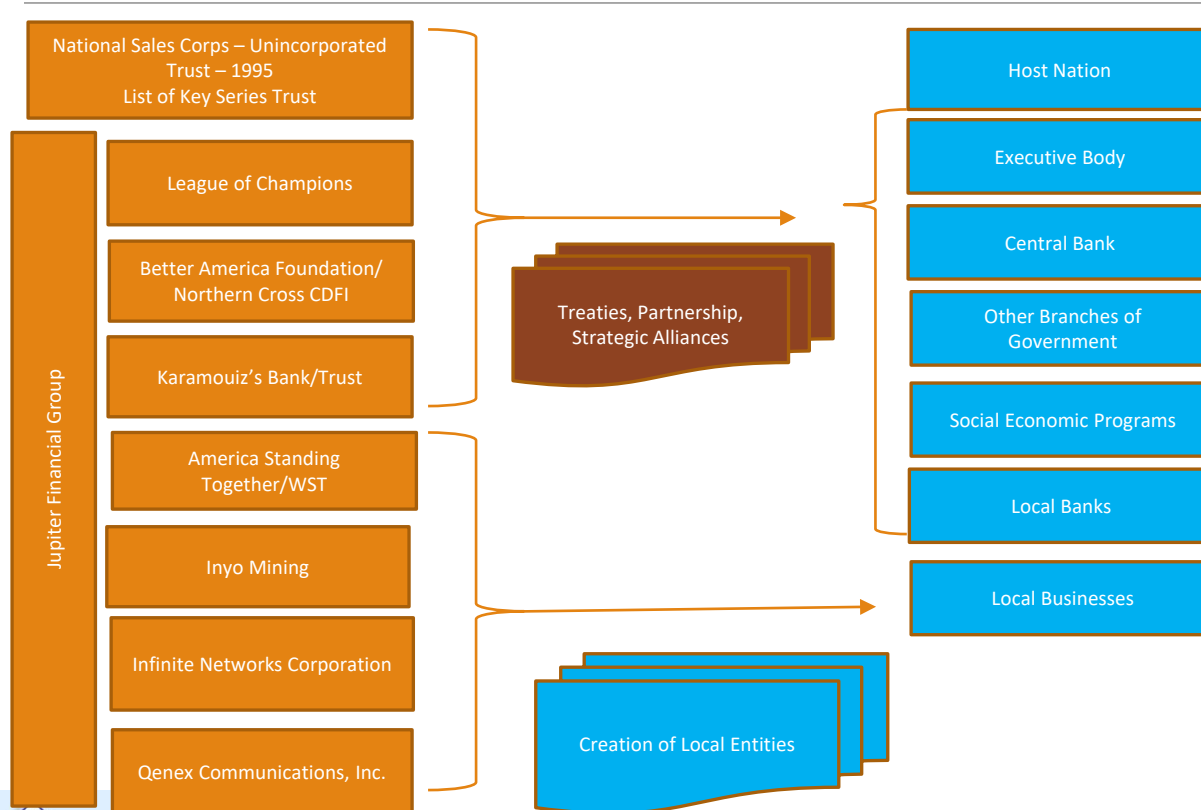 National Sales Corps – Unincorporated
Trust – 1995
List of Key Series Trust
Jupiter Financial Group
League of Champions
Better America Foundation/
Northern Cross CDFI
Karamouiz's Bank/Trust
America Standing
Together/WST
Inyo Mining
Infinite Networks Corporation
Qenex Communications, Inc.
Treaties, Partnership,
Strategic Alliances
Creation of Local Entities
Host Nation
Executive Body
Central Bank
Other Branches of
Government
Social Economic Programs
Local Banks
Local Businesses